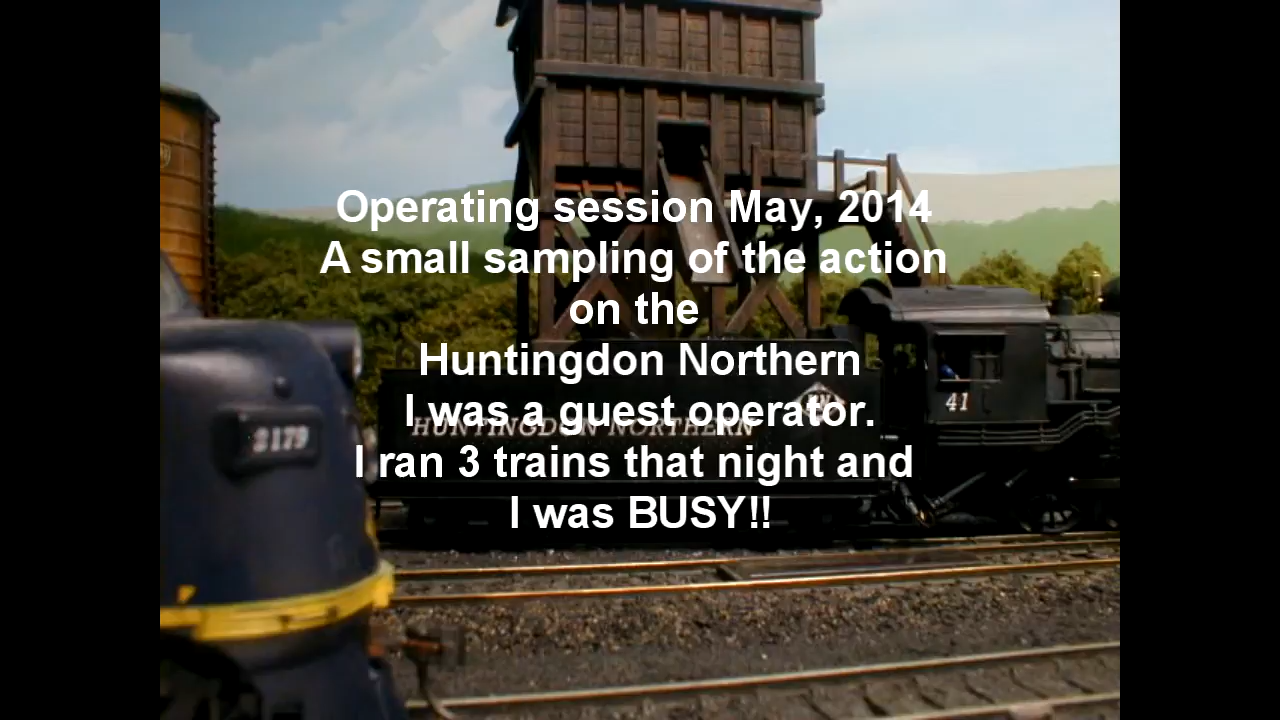 Operating session May, 2014
A small sampling of the action
on the
Huntingdon Northern
I was a guest operator.
I ran 3 trains that night and
I was BUSY!!
HUNTINGDON NORTHERN
41
2179